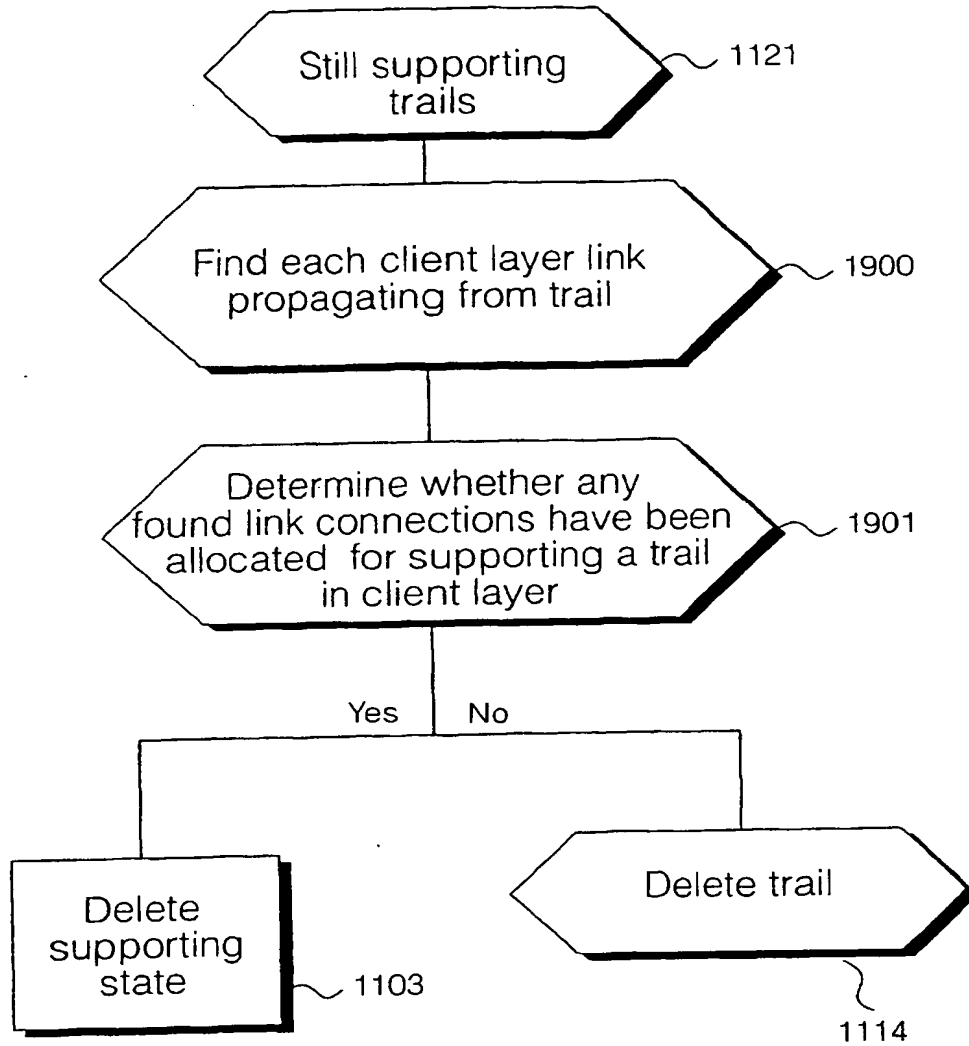 Still supporting
trails
1121
Find each client layer link
propagating from trail
1900
Determine whether any
found link connections have been
allocated for supporting a trail
in client layer
1901
Yes No
Delete
supporting
state
1103
Delete trail
1114